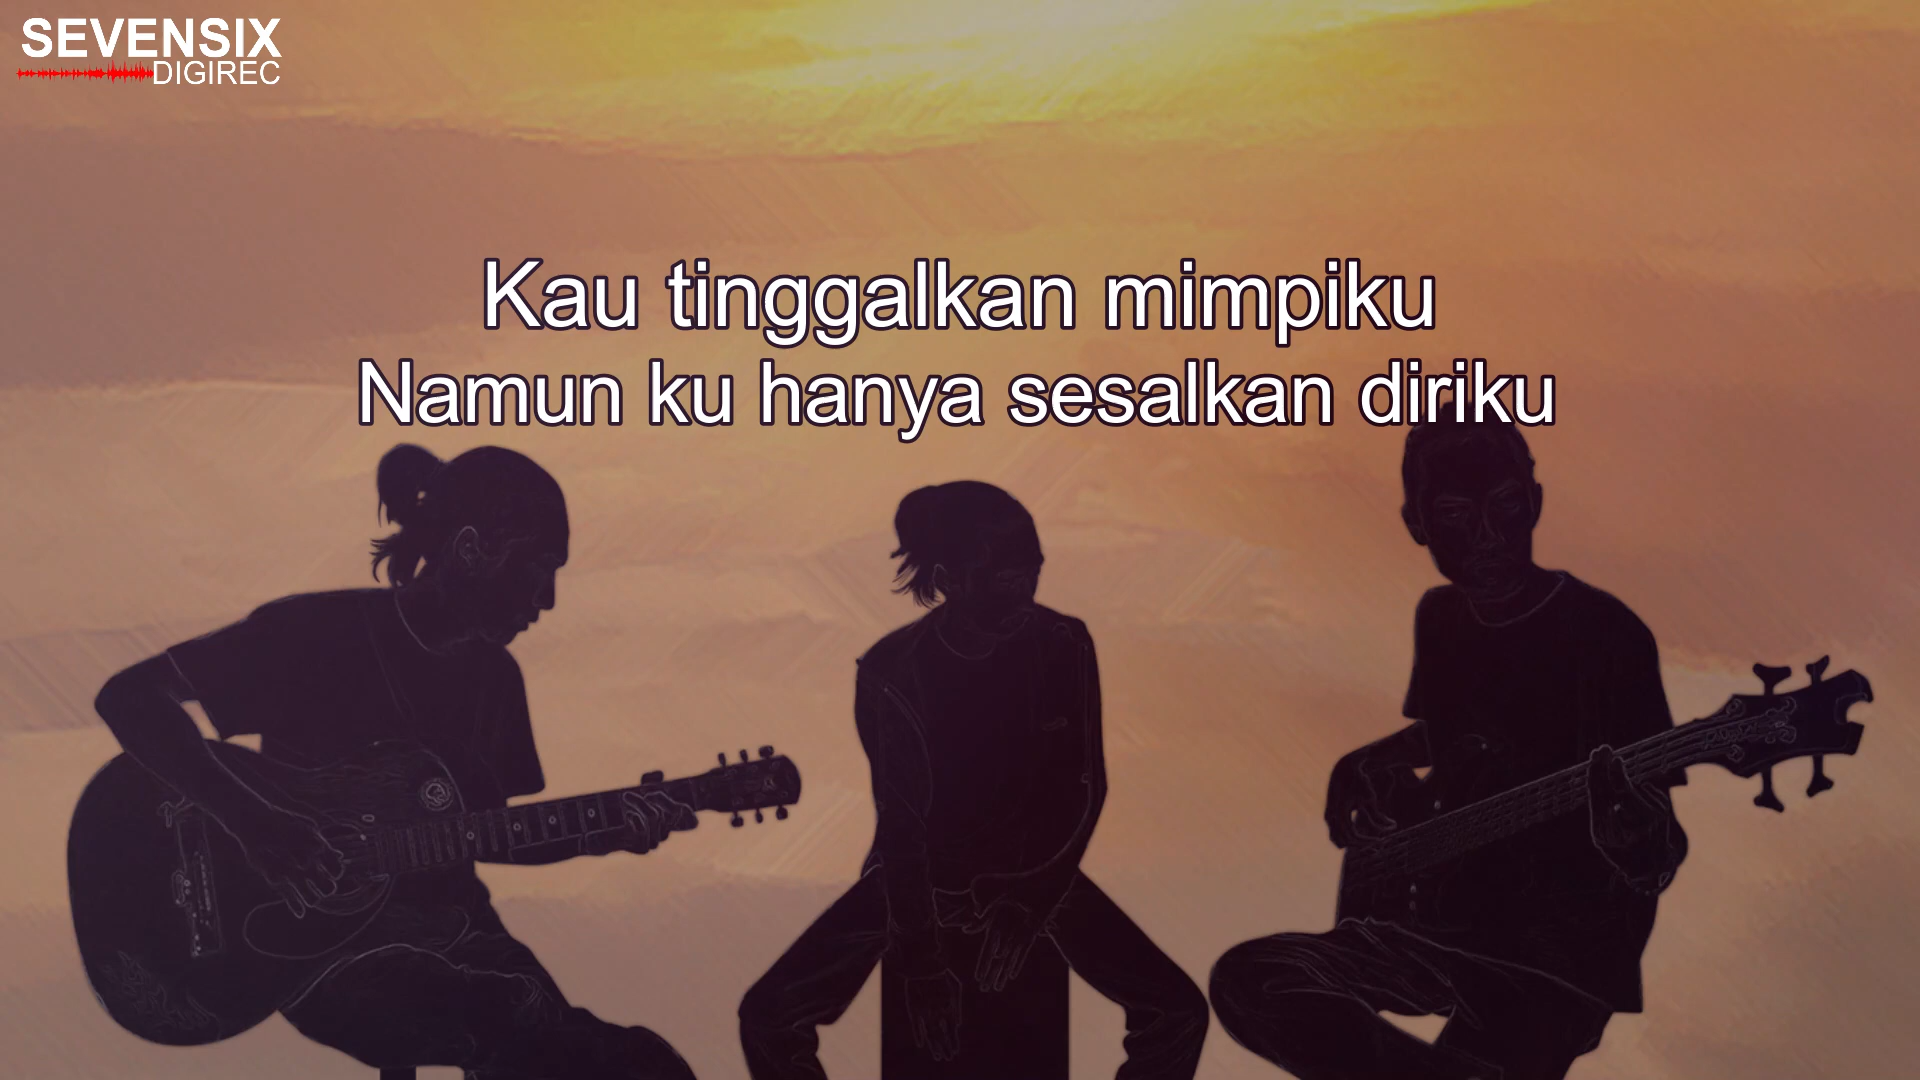 SEVENSIX
DIGIREC
Kau tinggalkan mimpiku
Namun ku hanya sesalkan diriku